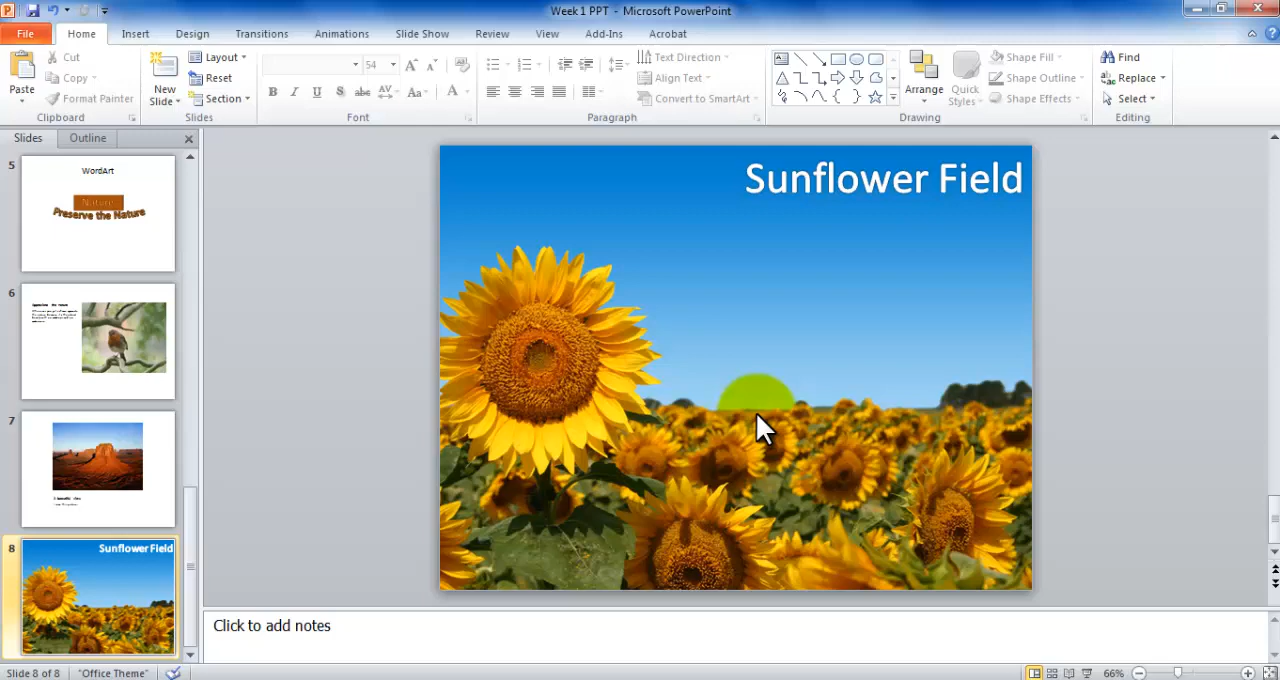 Week 1 PPT - Microsoft PowerPoint
File Home Insert Design Transitions Animations Slide Show Review View Add-Ins Acrobat
Paste
Cut
Copy
Format Painter
Clipboard
New Slide
Layout
Reset
Section
Slides
54
Font
Text Direction
Align Text
Convert to SmartArt
Paragraph
Arrange
Quick Styles
Shape Fill
Shape Outline
Shape Effects
Drawing
Find
Replace
Select
Editing
Slides Outline
5
WordArt
Nature
Preserve the Nature
6
7
8
Sunflower Field
Sunflower Field
Click to add notes
Slide 8 of 8 "Office Theme" 66%